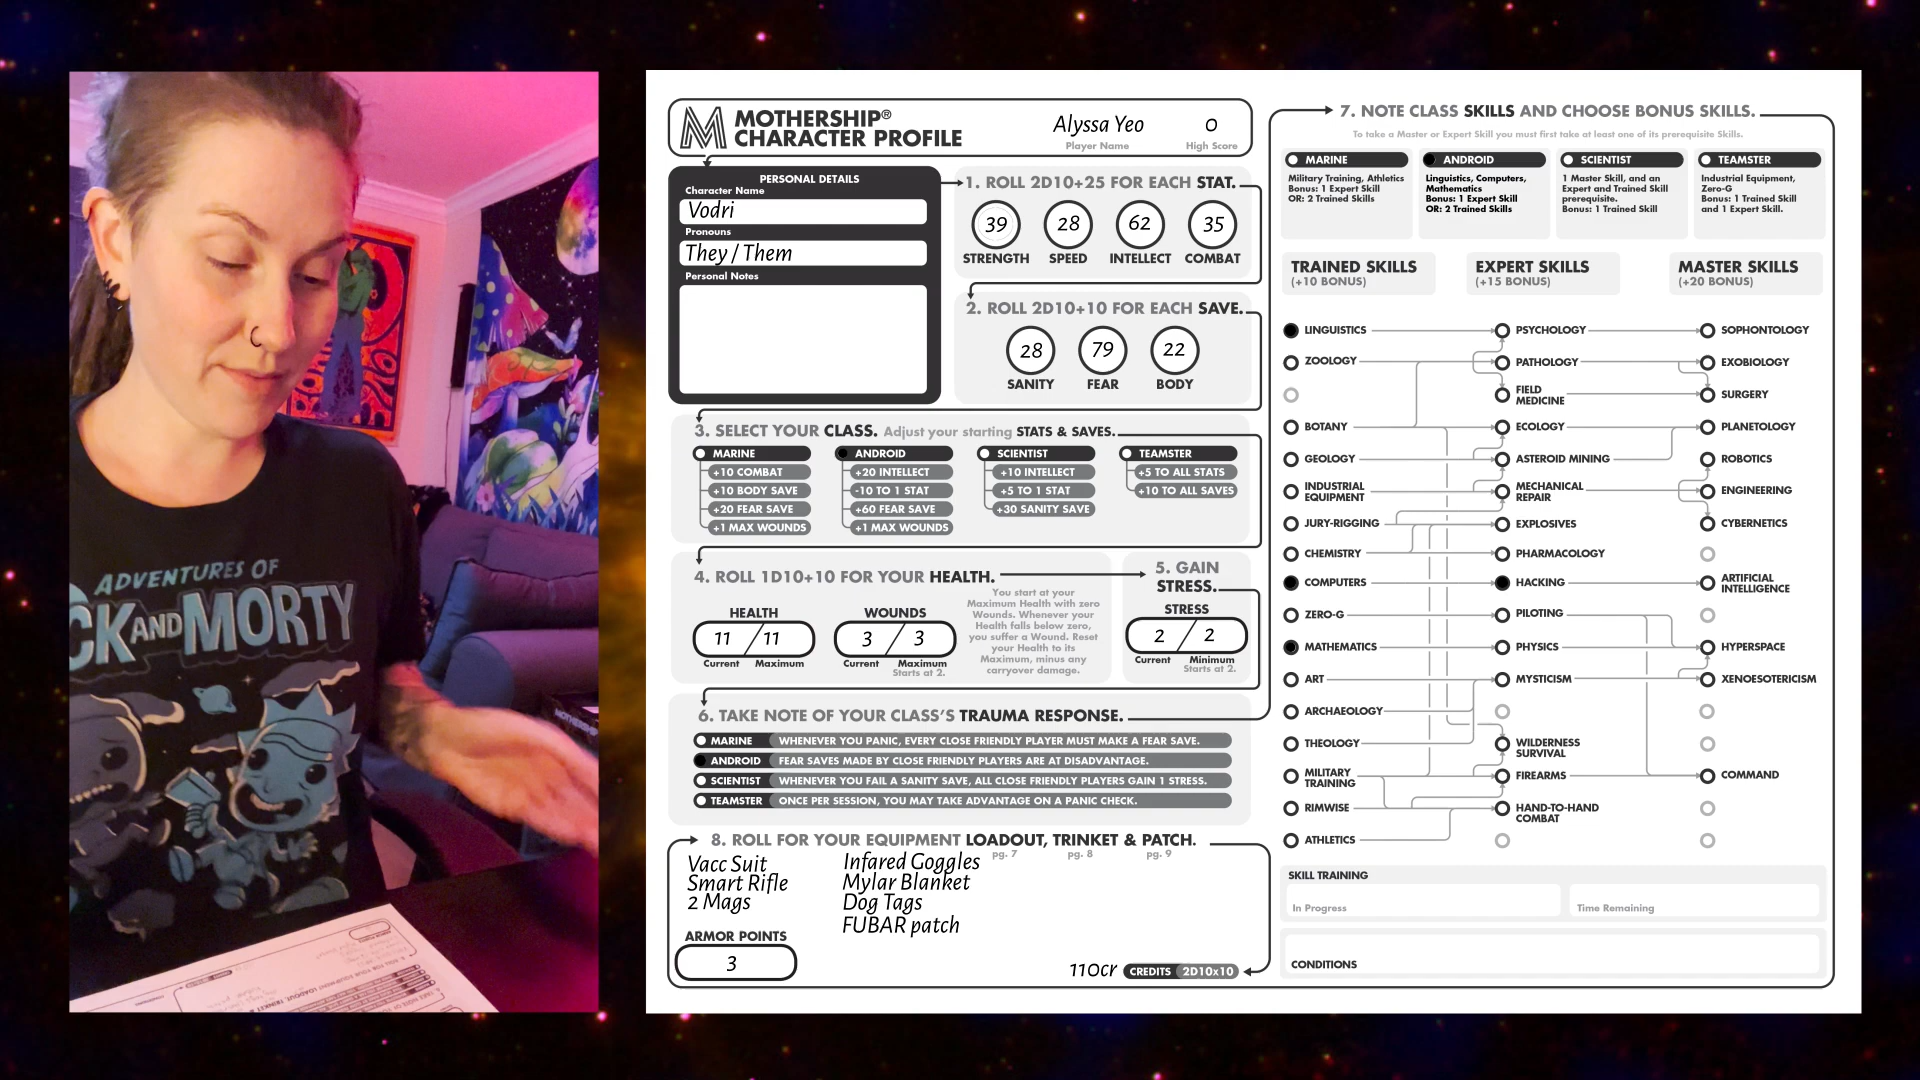 ADVENTURES OF
CK AND MORTY
MOTHERSHIP®
CHARACTER PROFILE
Alyssa Yeo
Player Name
0
High Score
PERSONAL DETAILS
Character Name
Vodri
Pronouns
They / Them
Personal Notes
1. ROLL 2D10+25 FOR EACH STAT.
39 28 62 35
STRENGTH SPEED INTELLECT COMBAT
2. ROLL 2D10+10 FOR EACH SAVE.
28 79 22
SANITY FEAR BODY
3. SELECT YOUR CLASS. Adjust your starting STATS & SAVES.
MARINE
+10 COMBAT
+10 BODY SAVE
+20 FEAR SAVE
+1 MAX WOUNDS
ANDROID
+20 INTELLECT
-10 TO 1 STAT
+60 FEAR SAVE
+1 MAX WOUNDS
SCIENTIST
+10 INTELLECT
+5 TO 1 STAT
+30 SANITY SAVE
TEAMSTER
+5 TO ALL STATS
+10 TO ALL SAVES
4. ROLL 1D10+10 FOR YOUR HEALTH.
HEALTH
11 / 11
Current Maximum
WOUNDS
3 / 3
Current Maximum
Starts at 2.
You start at your
Maximum Health with zero
Wounds. Whenever your
Health falls below zero,
you suffer a Wound. Reset
your Health to its
Maximum, minus any
carryover damage.
5. GAIN
STRESS.
STRESS
2 / 2
Current Minimum
Starts at 2.
6. TAKE NOTE OF YOUR CLASS'S TRAUMA RESPONSE.
MARINE WHENEVER YOU PANIC, EVERY CLOSE FRIENDLY PLAYER MUST MAKE A FEAR SAVE.
ANDROID FEAR SAVES MADE BY CLOSE FRIENDLY PLAYERS ARE AT DISADVANTAGE.
SCIENTIST WHENEVER YOU FAIL A SANITY SAVE, ALL CLOSE FRIENDLY PLAYERS GAIN 1 STRESS.
TEAMSTER ONCE PER SESSION, YOU MAY TAKE ADVANTAGE ON A PANIC CHECK.
8. ROLL FOR YOUR EQUIPMENT LOADOUT, TRINKET & PATCH.
pg. 7 pg. 8 pg. 9
Vacc Suit
Smart Rifle
2 Mags
Infared Goggles
Mylar Blanket
Dog Tags
FUBAR patch
ARMOR POINTS
3
110cr CREDITS 2D10x10
7. NOTE CLASS SKILLS AND CHOOSE BONUS SKILLS.
To take a Master or Expert Skill you must first take at least one of its prerequisite Skills.
MARINE
Military Training, Athletics
Bonus: 1 Expert Skill
OR: 2 Trained Skills
ANDROID
Linguistics, Computers,
Mathematics
Bonus: 1 Expert Skill
OR: 2 Trained Skills
SCIENTIST
1 Master Skill, and an
Expert and Trained Skill
prerequisite.
Bonus: 1 Trained Skill
TEAMSTER
Industrial Equipment,
Zero-G
Bonus: 1 Trained Skill
and 1 Expert Skill.
TRAINED SKILLS
(+10 BONUS)
LINGUISTICS
ZOOLOGY
BOTANY
GEOLOGY
INDUSTRIAL
EQUIPMENT
JURY-RIGGING
CHEMISTRY
COMPUTERS
ZERO-G
MATHEMATICS
ART
ARCHAEOLOGY
THEOLOGY
MILITARY
TRAINING
RIMWISE
ATHLETICS
EXPERT SKILLS
(+15 BONUS)
PSYCHOLOGY
PATHOLOGY
FIELD
MEDICINE
ECOLOGY
ASTEROID MINING
MECHANICAL
REPAIR
EXPLOSIVES
PHARMACOLOGY
HACKING
PILOTING
PHYSICS
MYSTICISM
WILDERNESS
SURVIVAL
FIREARMS
HAND-TO-HAND
COMBAT
MASTER SKILLS
(+20 BONUS)
SOPHONTOLOGY
EXOBIOLOGY
SURGERY
PLANETOLOGY
ROBOTICS
ENGINEERING
CYBERNETICS
ARTIFICIAL
INTELLIGENCE
HYPERSPACE
XENOESOTERICISM
COMMAND
SKILL TRAINING
In Progress
Time Remaining
CONDITIONS